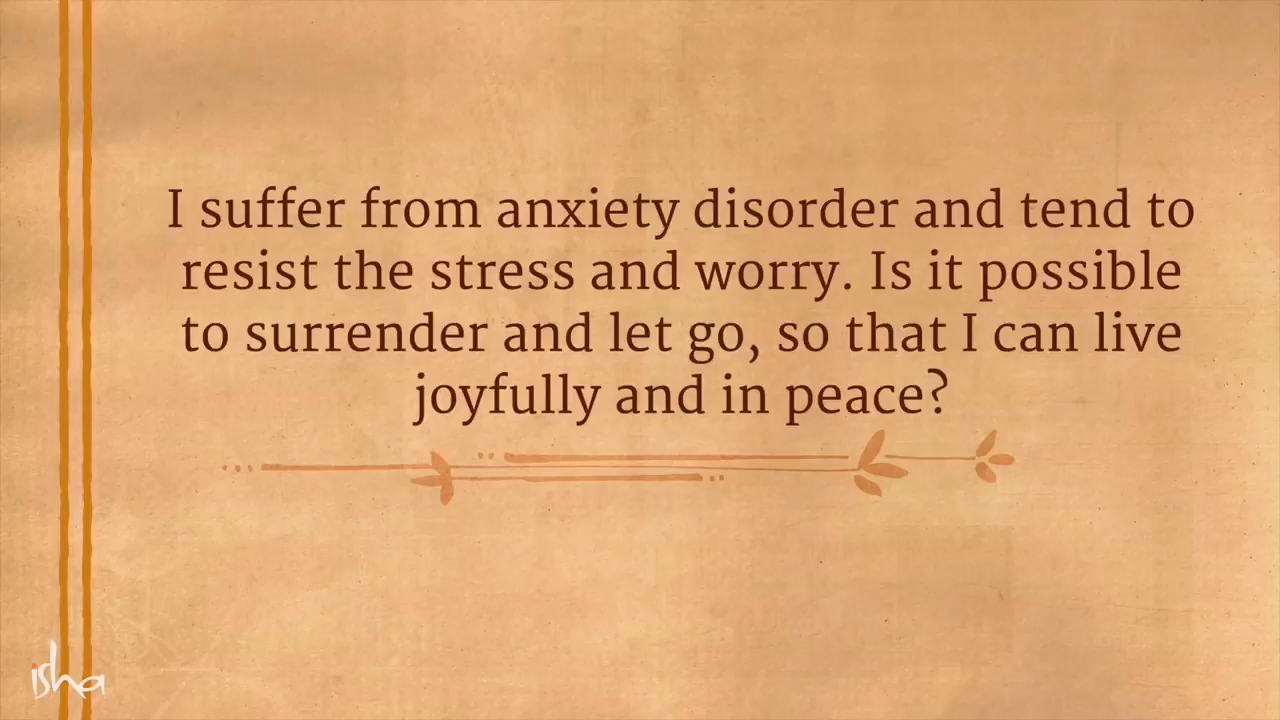 I suffer from anxiety disorder and tend to
resist the stress and worry. Is it possible
to surrender and let go, so that I can live
joyfully and in peace?
isha